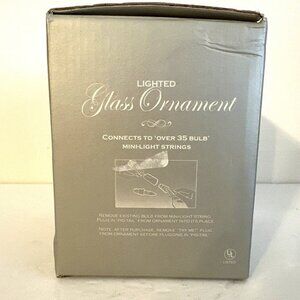 LIGHTED
Glass Ornament
CONNECTS TO 'OVER 35 BULB'
MINI-LIGHT STRINGS
REMOVE EXISTING BULB FROM MINI-LIGHT STRING.
PLUG IN 'PIG TAIL' FROM ORNAMENT INTO ITS PLACE.
NOTE: AFTER PURCHASE, REMOVE "TRY ME" PLUG
FROM ORNAMENT BEFORE PLUGGING IN 'PIG TAIL'.
UL
LISTED